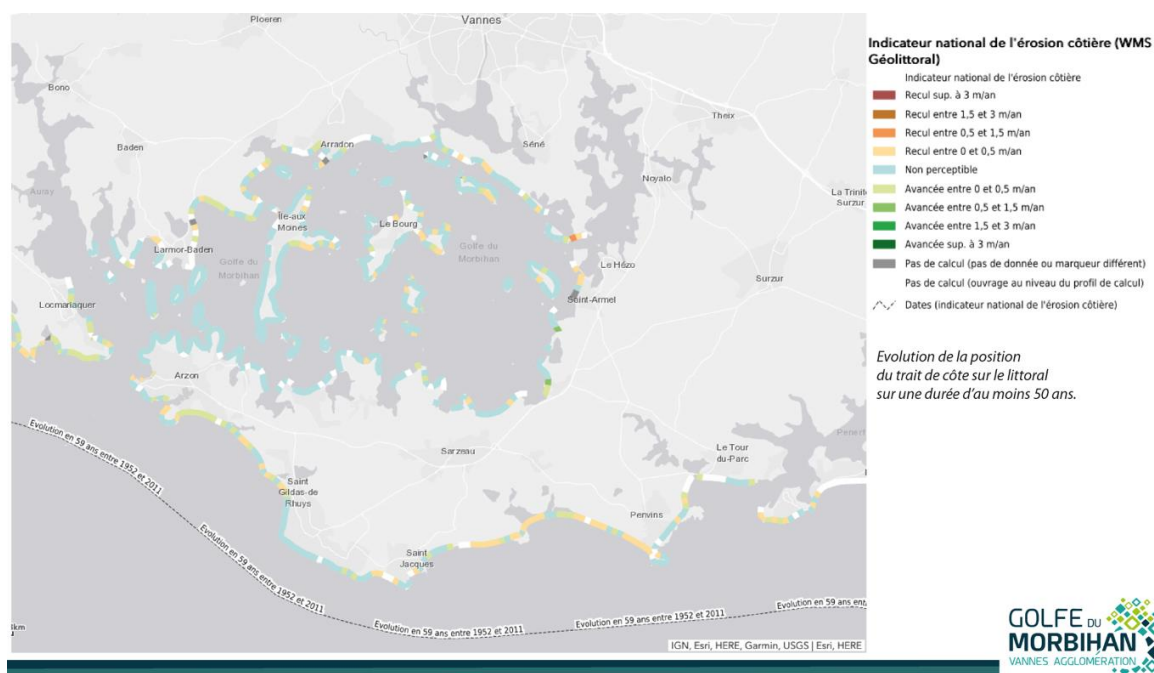 Vannes
Ploeren
Bono
Theix
Arradon
Séné
Baden
Noyalo
Auray
La Trinité
Surzur
Île-aux
Moines
Le Bourg
Golfe du
Morbihan
Larmor-Baden
Golfe du
Morbihan
Le Hézo
Surzur
Locmariaquer
Saint-Armel
Arzon
Le Tour
du-Parc
Sarzeau
Saint
Gildas-de
Rhuys
Penvins
Saint
Jacques
Evolution en 59 ans entre 1952 et 2011
Evolution en 59 ans entre 1952 et 2011
Evolution en 59 ans entre 1952 et 2011
Evolution en 59 ans entre 1952 et 2011
Evolution en 59 ans ent
IGN, Esri, HERE, Garmin, USGS | Esri, HERE
Indicateur national de l'érosion côtière (WMS
Géolittoral)
Indicateur national de l'érosion côtière
Recul sup. à 3 m/an
Recul entre 1,5 et 3 m/an
Recul entre 0,5 et 1,5 m/an
Recul entre 0 et 0,5 m/an
Non perceptible
Avancée entre 0 et 0,5 m/an
Avancée entre 0,5 et 1,5 m/an
Avancée entre 1,5 et 3 m/an
Avancée sup. à 3 m/an
Pas de calcul (pas de donnée ou marqueur différent)
Pas de calcul (ouvrage au niveau du profil de calcul)
Dates (indicateur national de l'érosion côtière)
Evolution de la position
du trait de côte sur le littoral
sur une durée d'au moins 50 ans.
GOLFE DU
MORBIHAN
VANNES AGGLOMÉRATION